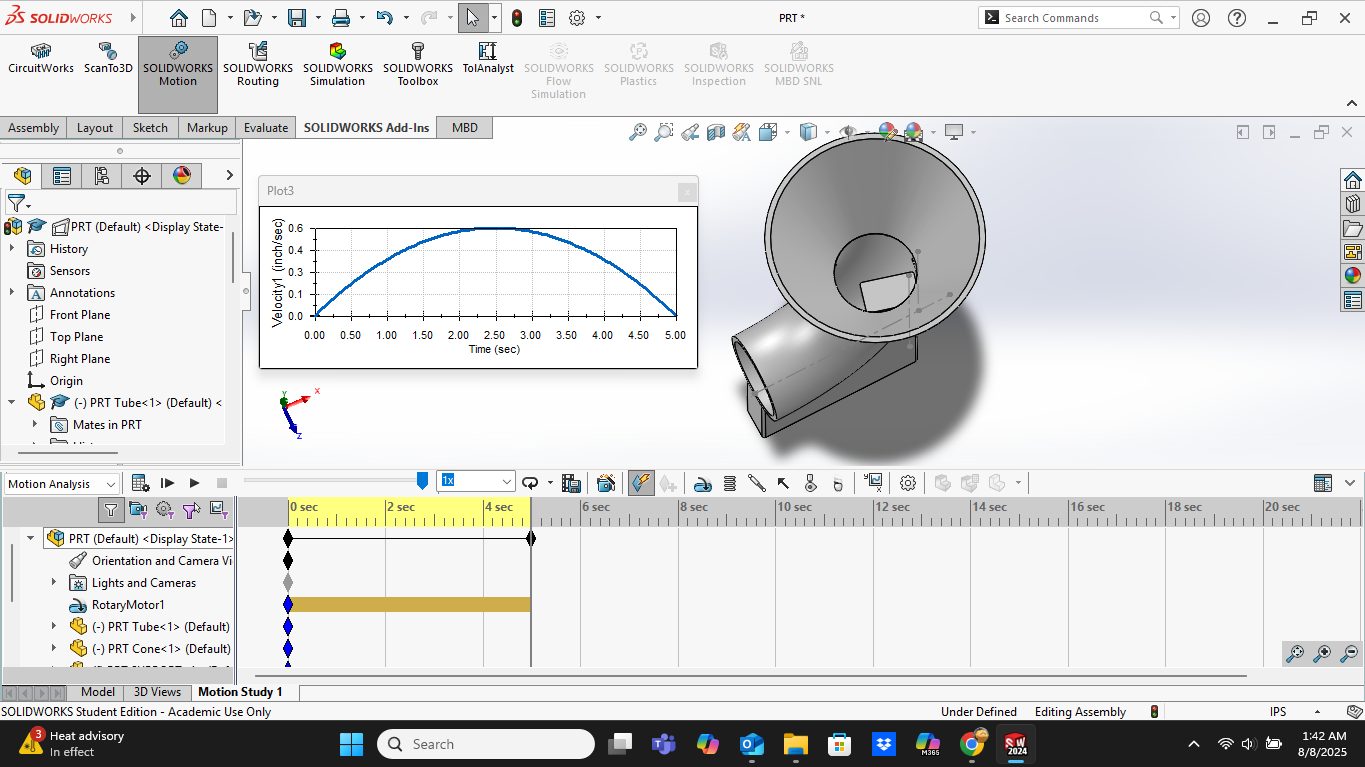 SOLIDWORKS
PRT *
Search Commands
CircuitWorks
ScanTo3D
SOLIDWORKS
Motion
SOLIDWORKS
Routing
SOLIDWORKS
Simulation
SOLIDWORKS
Toolbox
TolAnalyst
SOLIDWORKS
Flow
Simulation
SOLIDWORKS
Plastics
SOLIDWORKS
Inspection
SOLIDWORKS
MBD SNL
Assembly
Layout
Sketch
Markup
Evaluate
SOLIDWORKS Add-Ins
MBD
PRT (Default) <Display State-
History
Sensors
Annotations
Front Plane
Top Plane
Right Plane
Origin
(-) PRT Tube<1> (Default) <
Mates in PRT
Plot3
Velocity1 (inch/sec)
0.6
0.4
0.3
0.1
0.0
0.00 0.50 1.00 1.50 2.00 2.50 3.00 3.50 4.00 4.50 5.00
Time (sec)
Y
X
Z
Motion Analysis
1x
0 sec 2 sec 4 sec 6 sec 8 sec 10 sec 12 sec 14 sec 16 sec 18 sec 20 sec
PRT (Default) <Display State-1>
Orientation and Camera Vi
Lights and Cameras
RotaryMotor1
(-) PRT Tube<1> (Default)
(-) PRT Cone<1> (Default)
Model
3D Views
Motion Study 1
SOLIDWORKS Student Edition - Academic Use Only
Under Defined
Editing Assembly
IPS
3
Heat advisory
In effect
Search
M365
SW
2024
1:42 AM
8/8/2025